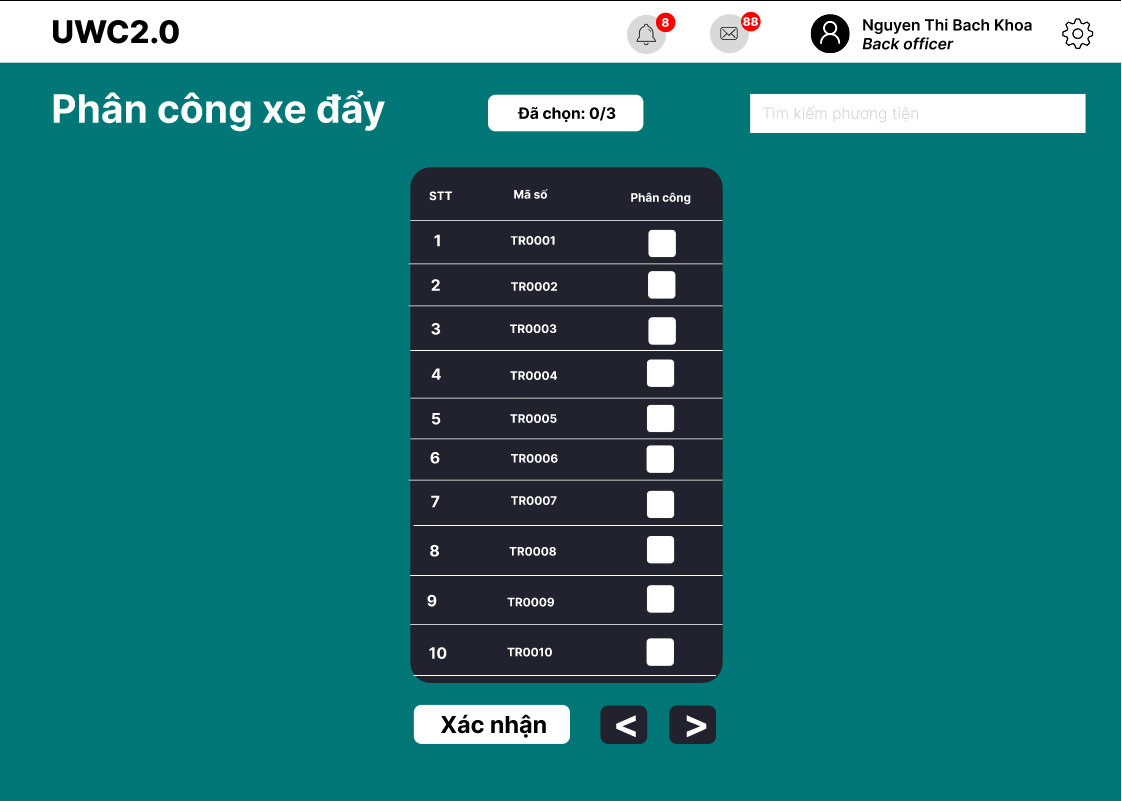 UWC2.0
8
88
Nguyen Thi Bach Khoa
Back officer
Phân công xe đẩy
Đã chọn: 0/3
Tìm kiếm phương tiện
STT Mã số Phân công
1 TR0001
2 TR0002
3 TR0003
4 TR0004
5 TR0005
6 TR0006
7 TR0007
8 TR0008
9 TR0009
10 TR0010
Xác nhận < >